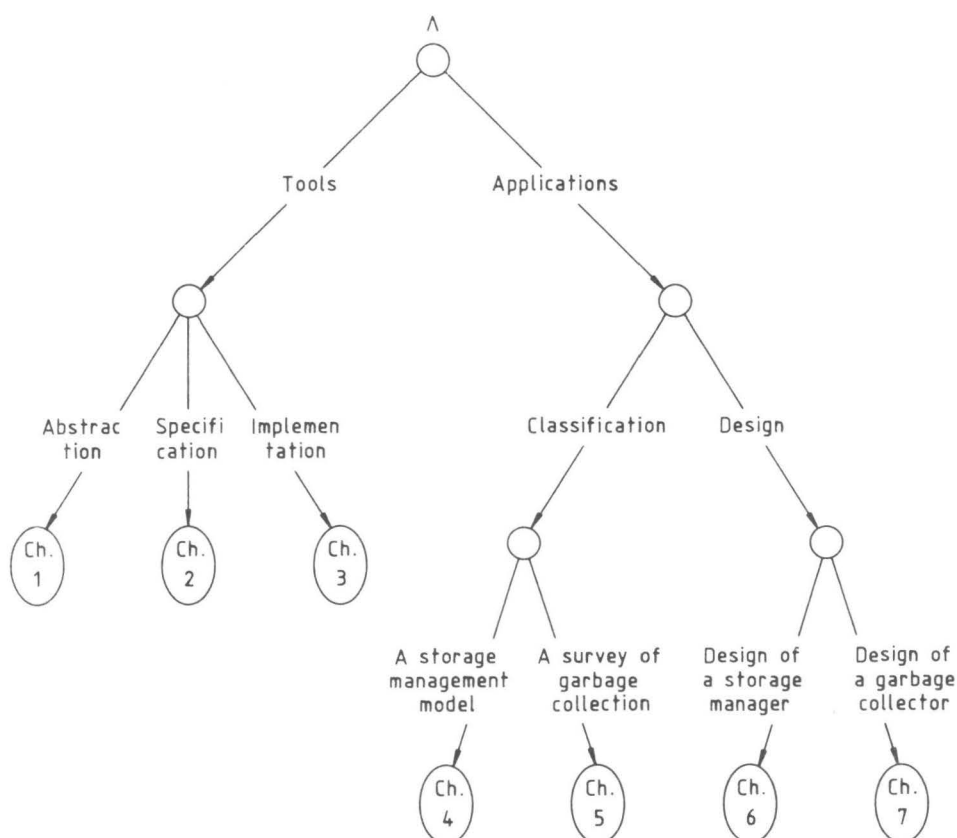 Λ
Tools
Applications
Abstrac
tion
Specifi
cation
Implemen
tation
Classification
Design
Ch.
1
Ch.
2
Ch.
3
A storage
management
model
A survey of
garbage
collection
Design of
a storage
manager
Design of
a garbage
collector
Ch.
4
Ch.
5
Ch.
6
Ch.
7